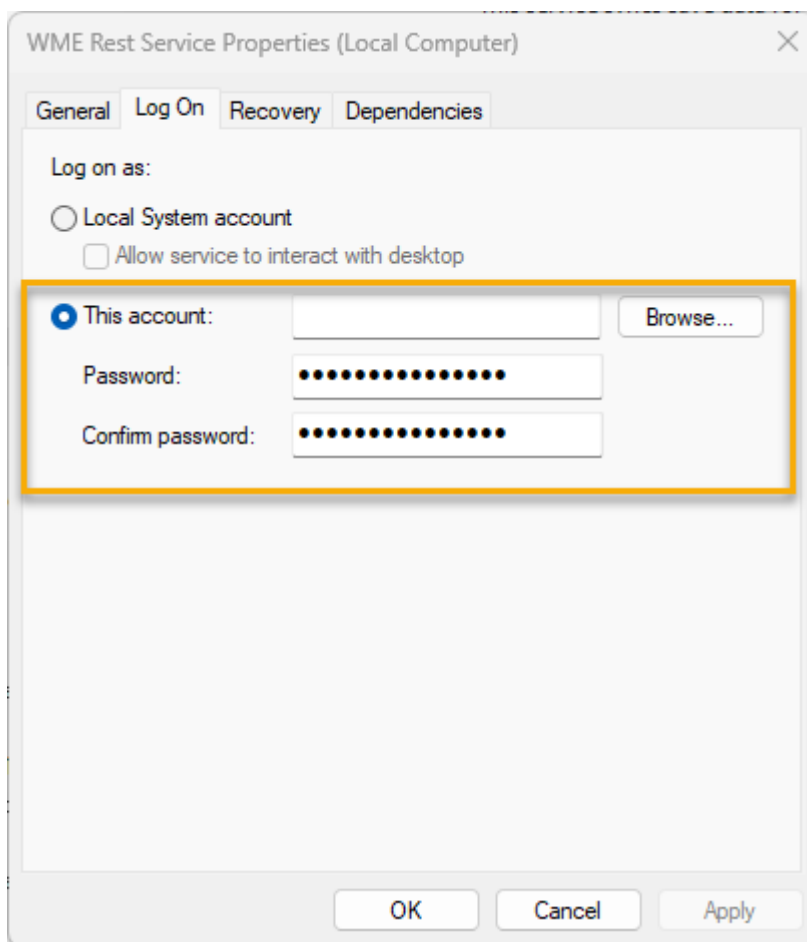 WME Rest Service Properties (Local Computer)
General Log On Recovery Dependencies
Log on as:
Local System account
Allow service to interact with desktop
This account: Browse...
Password: ●●●●●●●●●●●●●●●
Confirm password: ●●●●●●●●●●●●●●●
OK Cancel Apply